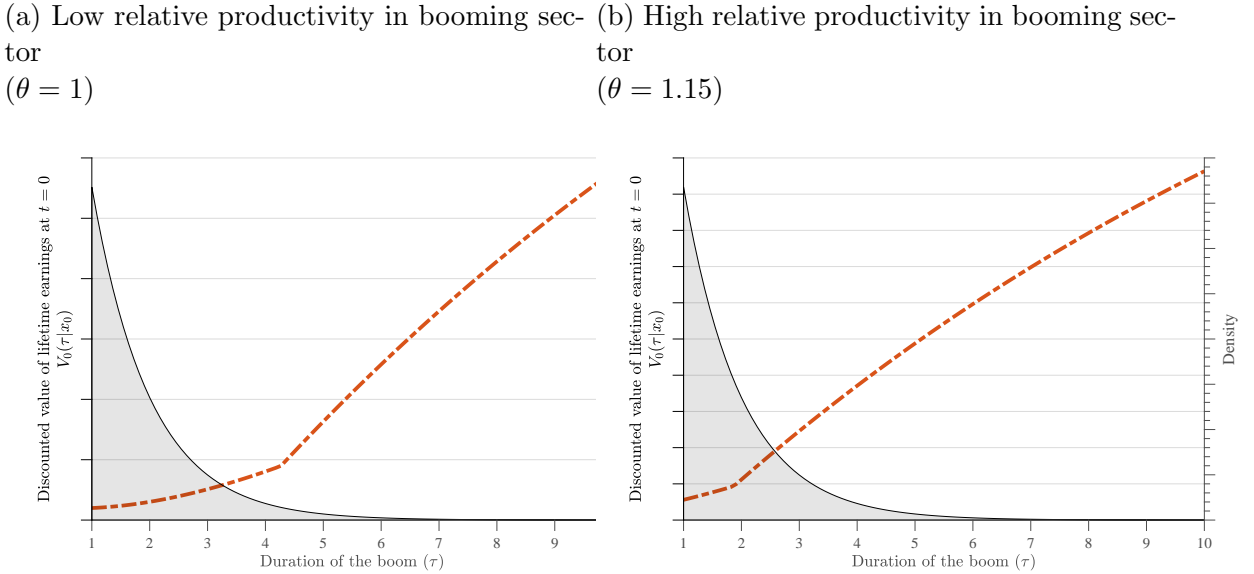 (a) Low relative productivity in booming sec-
tor
(θ = 1)
(b) High relative productivity in booming sec-
tor
(θ = 1.15)
Discounted value of lifetime earnings at t = 0
V₀(τ|x₀)
1 2 3 4 5 6 7 8 9
Duration of the boom (τ)
Discounted value of lifetime earnings at t = 0
V₀(τ|x₀)
1 2 3 4 5 6 7 8 9 10
Duration of the boom (τ)
Density